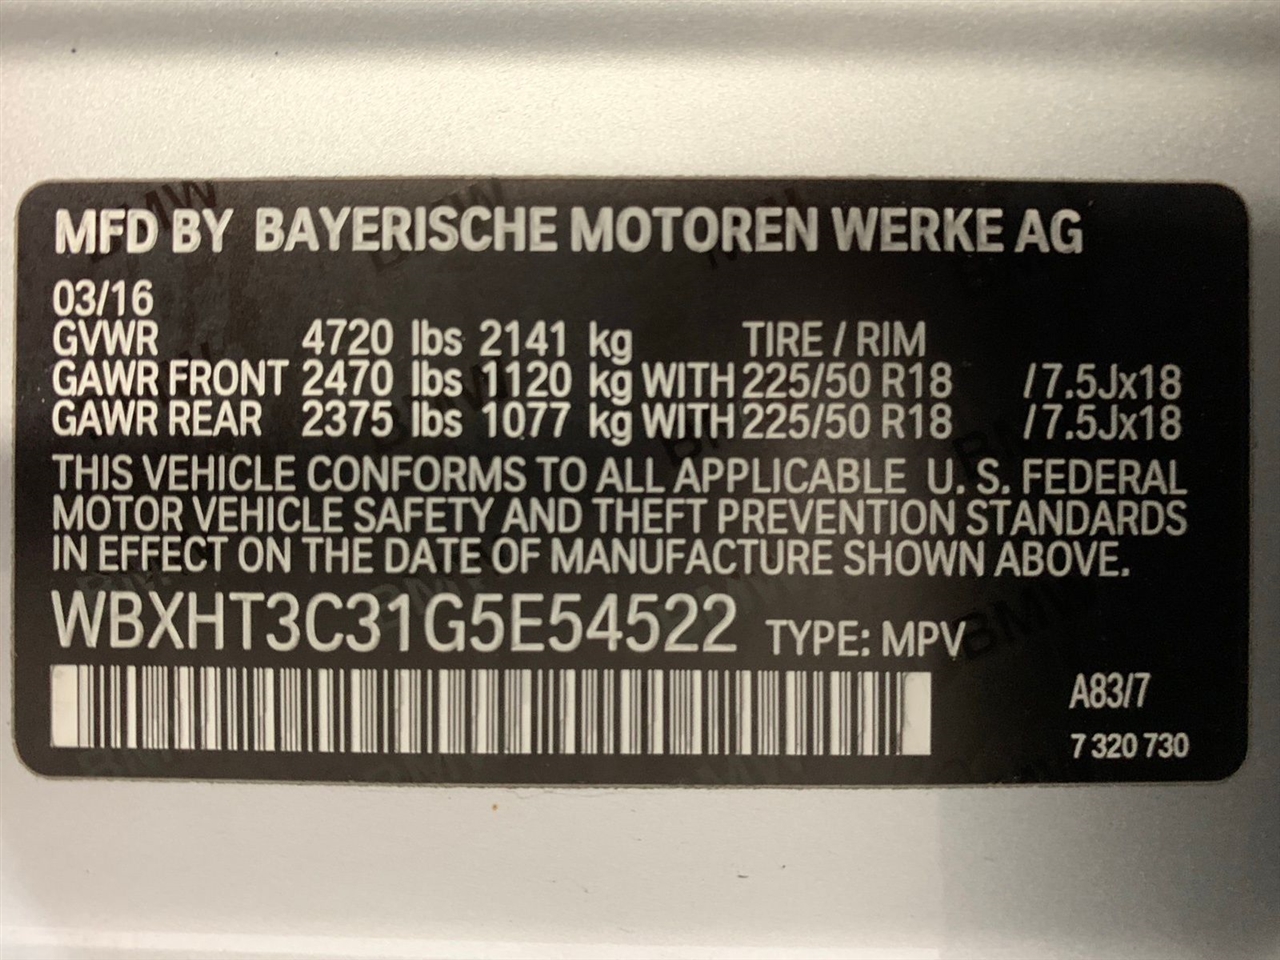 MFD BY BAYERISCHE MOTOREN WERKE AG
03/16
GVWR 4720 lbs 2141 kg TIRE / RIM
GAWR FRONT 2470 lbs 1120 kg WITH 225/50 R18 /7.5Jx18
GAWR REAR 2375 lbs 1077 kg WITH 225/50 R18 /7.5Jx18
THIS VEHICLE CONFORMS TO ALL APPLICABLE U. S. FEDERAL
MOTOR VEHICLE SAFETY AND THEFT PREVENTION STANDARDS
IN EFFECT ON THE DATE OF MANUFACTURE SHOWN ABOVE.
WBXHT3C31G5E54522 TYPE: MPV
A83/7
7 320 730